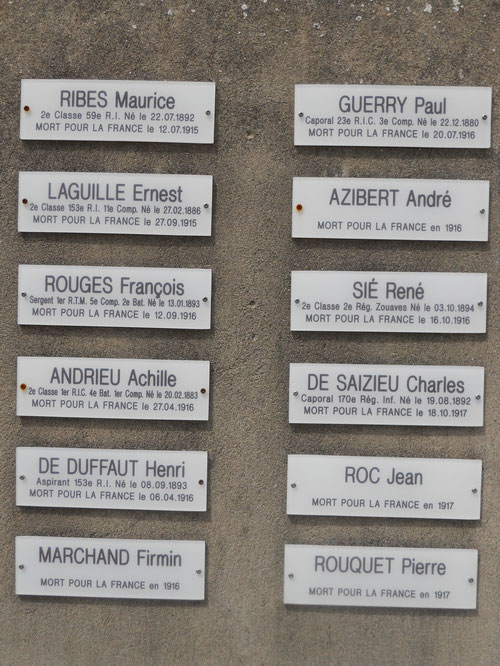 RIBES Maurice
2e Classe 59e R.I. Né le 22.07.1892
MORT POUR LA FRANCE le 12.07.1915
LAGUILLE Ernest
2e Classe 153e R.I. 11e Comp. Né le 27.02.1886
MORT POUR LA FRANCE le 27.09.1915
ROUGES François
Sergent 1er R.T.M. 5e Comp. 2e Bat. Né le 13.01.1893
MORT POUR LA FRANCE le 12.09.1916
ANDRIEU Achille
2e Classe 1er R.I.C. 4e Bat. 1er Comp. Né le 20.02.1883
MORT POUR LA FRANCE le 27.04.1916
DE DUFFAUT Henri
Aspirant 153e R.I. Né le 08.09.1893
MORT POUR LA FRANCE le 06.04.1916
MARCHAND Firmin
MORT POUR LA FRANCE en 1916
GUERRY Paul
Caporal 23e R.I.C. 3e Comp. Né le 22.12.1880
MORT POUR LA FRANCE le 20.07.1916
AZIBERT André
MORT POUR LA FRANCE en 1916
SIÉ René
2e Classe 2e Rég. Zouaves Né le 03.10.1894
MORT POUR LA FRANCE le 16.10.1916
DE SAIZIEU Charles
Caporal 170e Rég. Inf. Né le 19.08.1892
MORT POUR LA FRANCE le 18.10.1917
ROC Jean
MORT POUR LA FRANCE en 1917
ROUQUET Pierre
MORT POUR LA FRANCE en 1917